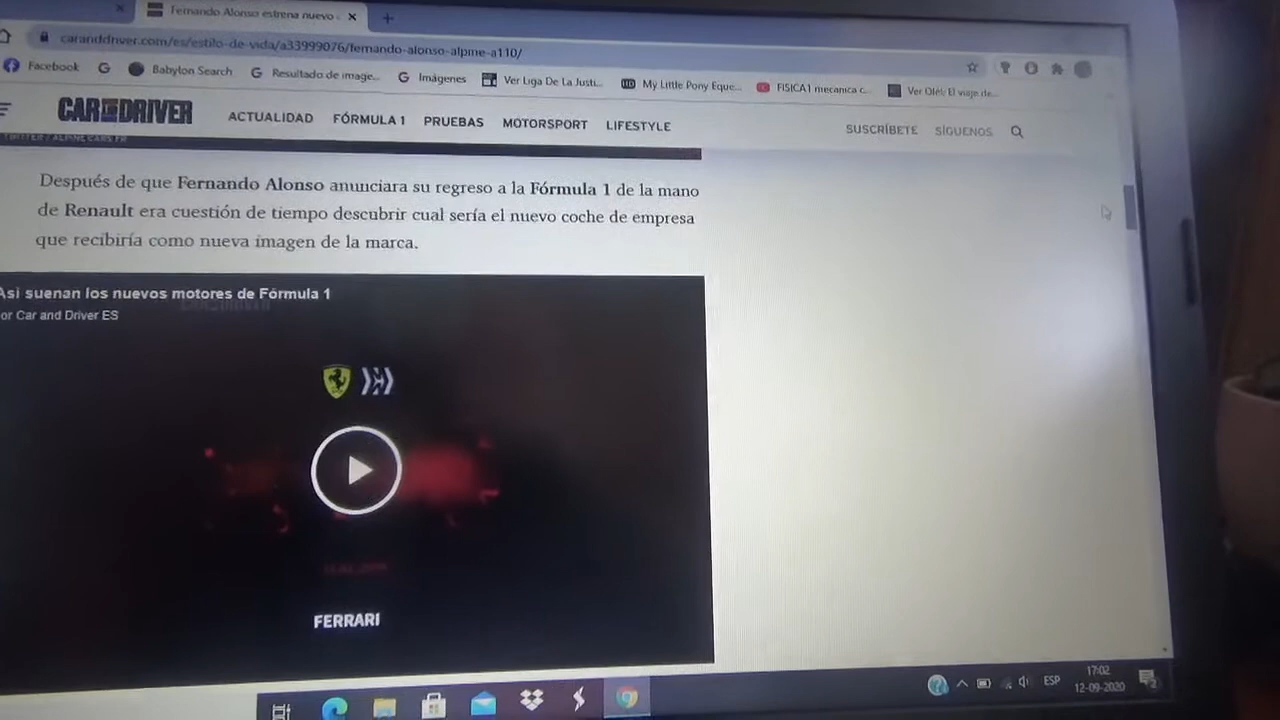 Fernando Alonso estrena nuevo
caranddriver.com/es/estilo-de-vida/a33999076/fernando-alonso-alpine-a110/
Facebook
Babylon Search
Resultado de image...
Imágenes
Ver Liga De La Justi...
My Little Pony Eque...
FISICA1 mecanica c...
Ver Olé! El viaje de...
CAR DRIVER
ACTUALIDAD FÓRMULA 1 PRUEBAS MOTORSPORT LIFESTYLE
SUSCRÍBETE SÍGUENOS
TWITTER / ALPINE CARS FR
Después de que Fernando Alonso anunciara su regreso a la Fórmula 1 de la mano
de Renault era cuestión de tiempo descubrir cual sería el nuevo coche de empresa
que recibiría como nueva imagen de la marca.
Así suenan los nuevos motores de Fórmula 1
or Car and Driver ES
FERRARI
ESP
17:02
12-09-2020
2